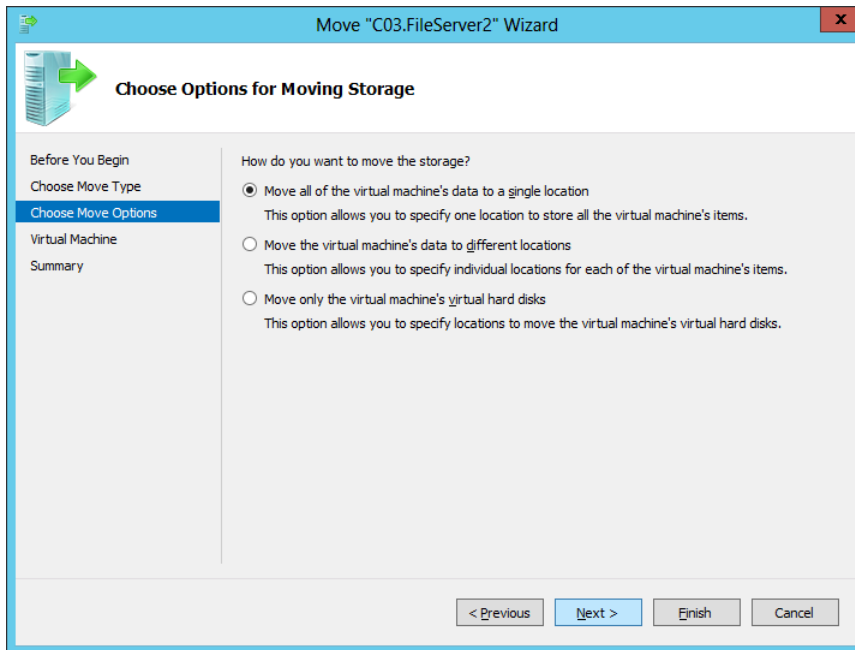 Move "C03.FileServer2" Wizard
x
Choose Options for Moving Storage
Before You Begin
Choose Move Type
Choose Move Options
Virtual Machine
Summary
How do you want to move the storage?
Move all of the virtual machine's data to a single location
This option allows you to specify one location to store all the virtual machine's items.
Move the virtual machine's data to different locations
This option allows you to specify individual locations for each of the virtual machine's items.
Move only the virtual machine's virtual hard disks
This option allows you to specify locations to move the virtual machine's virtual hard disks.
< Previous
Next >
Finish
Cancel